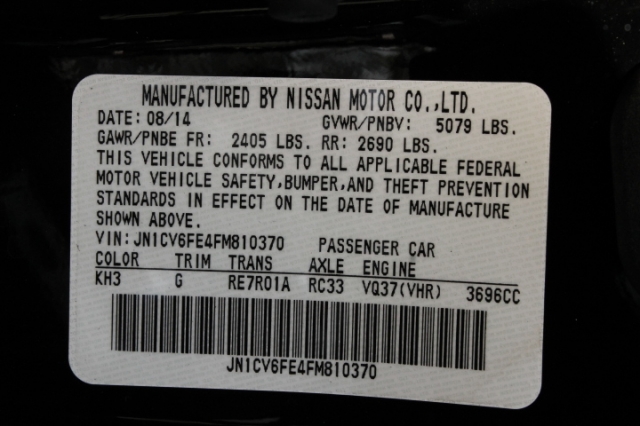 MANUFACTURED BY NISSAN MOTOR CO.,LTD.
DATE: 08/14 GVWR/PNBV: 5079 LBS.
GAWR/PNBE FR: 2405 LBS. RR: 2690 LBS.
THIS VEHICLE CONFORMS TO ALL APPLICABLE FEDERAL
MOTOR VEHICLE SAFETY,BUMPER,AND THEFT PREVENTION
STANDARDS IN EFFECT ON THE DATE OF MANUFACTURE
SHOWN ABOVE.
VIN: JN1CV6FE4FM810370 PASSENGER CAR
COLOR TRIM TRANS AXLE ENGINE
KH3 G RE7R01A RC33 VQ37(VHR) 3696CC
JN1CV6FE4FM810370